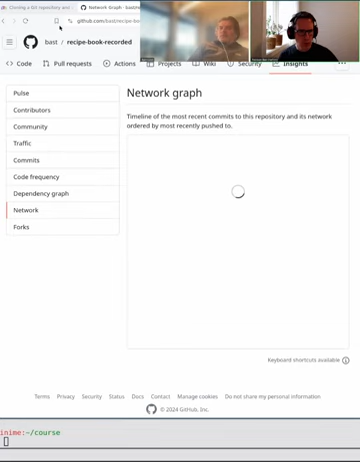 Cloning a Git repository and
Network Graph · bast/recipe-bo
github.com/bast/recipe-bo
bast / recipe-book-recorded
Code
Pull requests
Actions
Projects
Wiki
Security
Insights
Pulse
Contributors
Community
Traffic
Commits
Code frequency
Dependency graph
Network
Forks
Network graph
Timeline of the most recent commits to this repository and its network
ordered by most recently pushed to.
Keyboard shortcuts available
Terms
Privacy
Security
Status
Docs
Contact
Manage cookies
Do not share my personal information
© 2024 GitHub, Inc.
inime:~/course